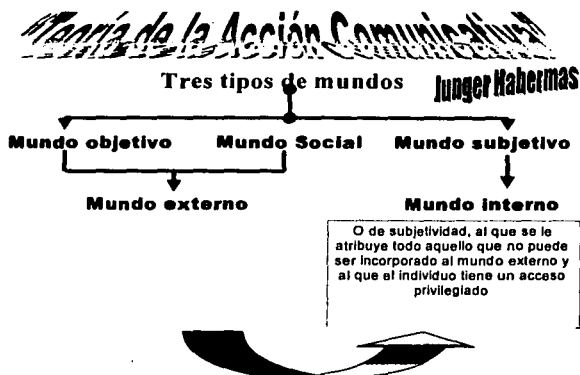 "Teoría de la Acción Comunicativa"
Tres tipos de mundos
Junger Habermas
Mundo objetivo Mundo Social Mundo subjetivo
Mundo externo Mundo interno
O de subjetividad, al que se le
atribuye todo aquello que no puede
ser incorporado al mundo externo y
al que el individuo tiene un acceso
privilegiado